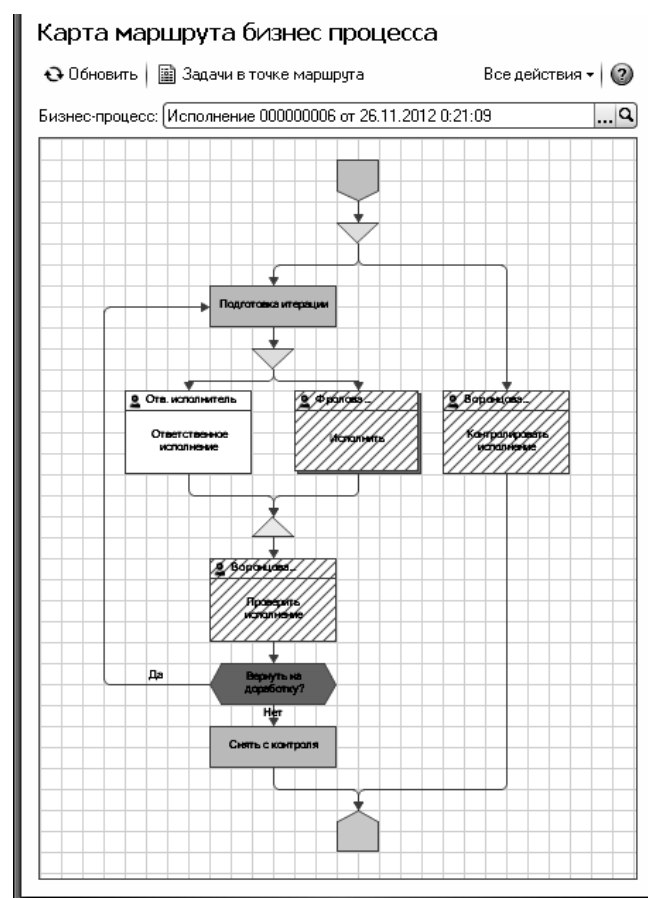 Карта маршрута бизнес процесса
Обновить
Задачи в точке маршрута
Все действия
?
Бизнес-процесс:
Исполнение 000000006 от 26.11.2012 0:21:09
...
Подготовка итерации
Отв. исполнитель
Ответственное
исполнение
Фролова...
Исполнить
Воронцова...
Контролировать
исполнение
Воронцова...
Проверить
исполнение
Да
Вернуть на
доработку?
Нет
Снять с контроля